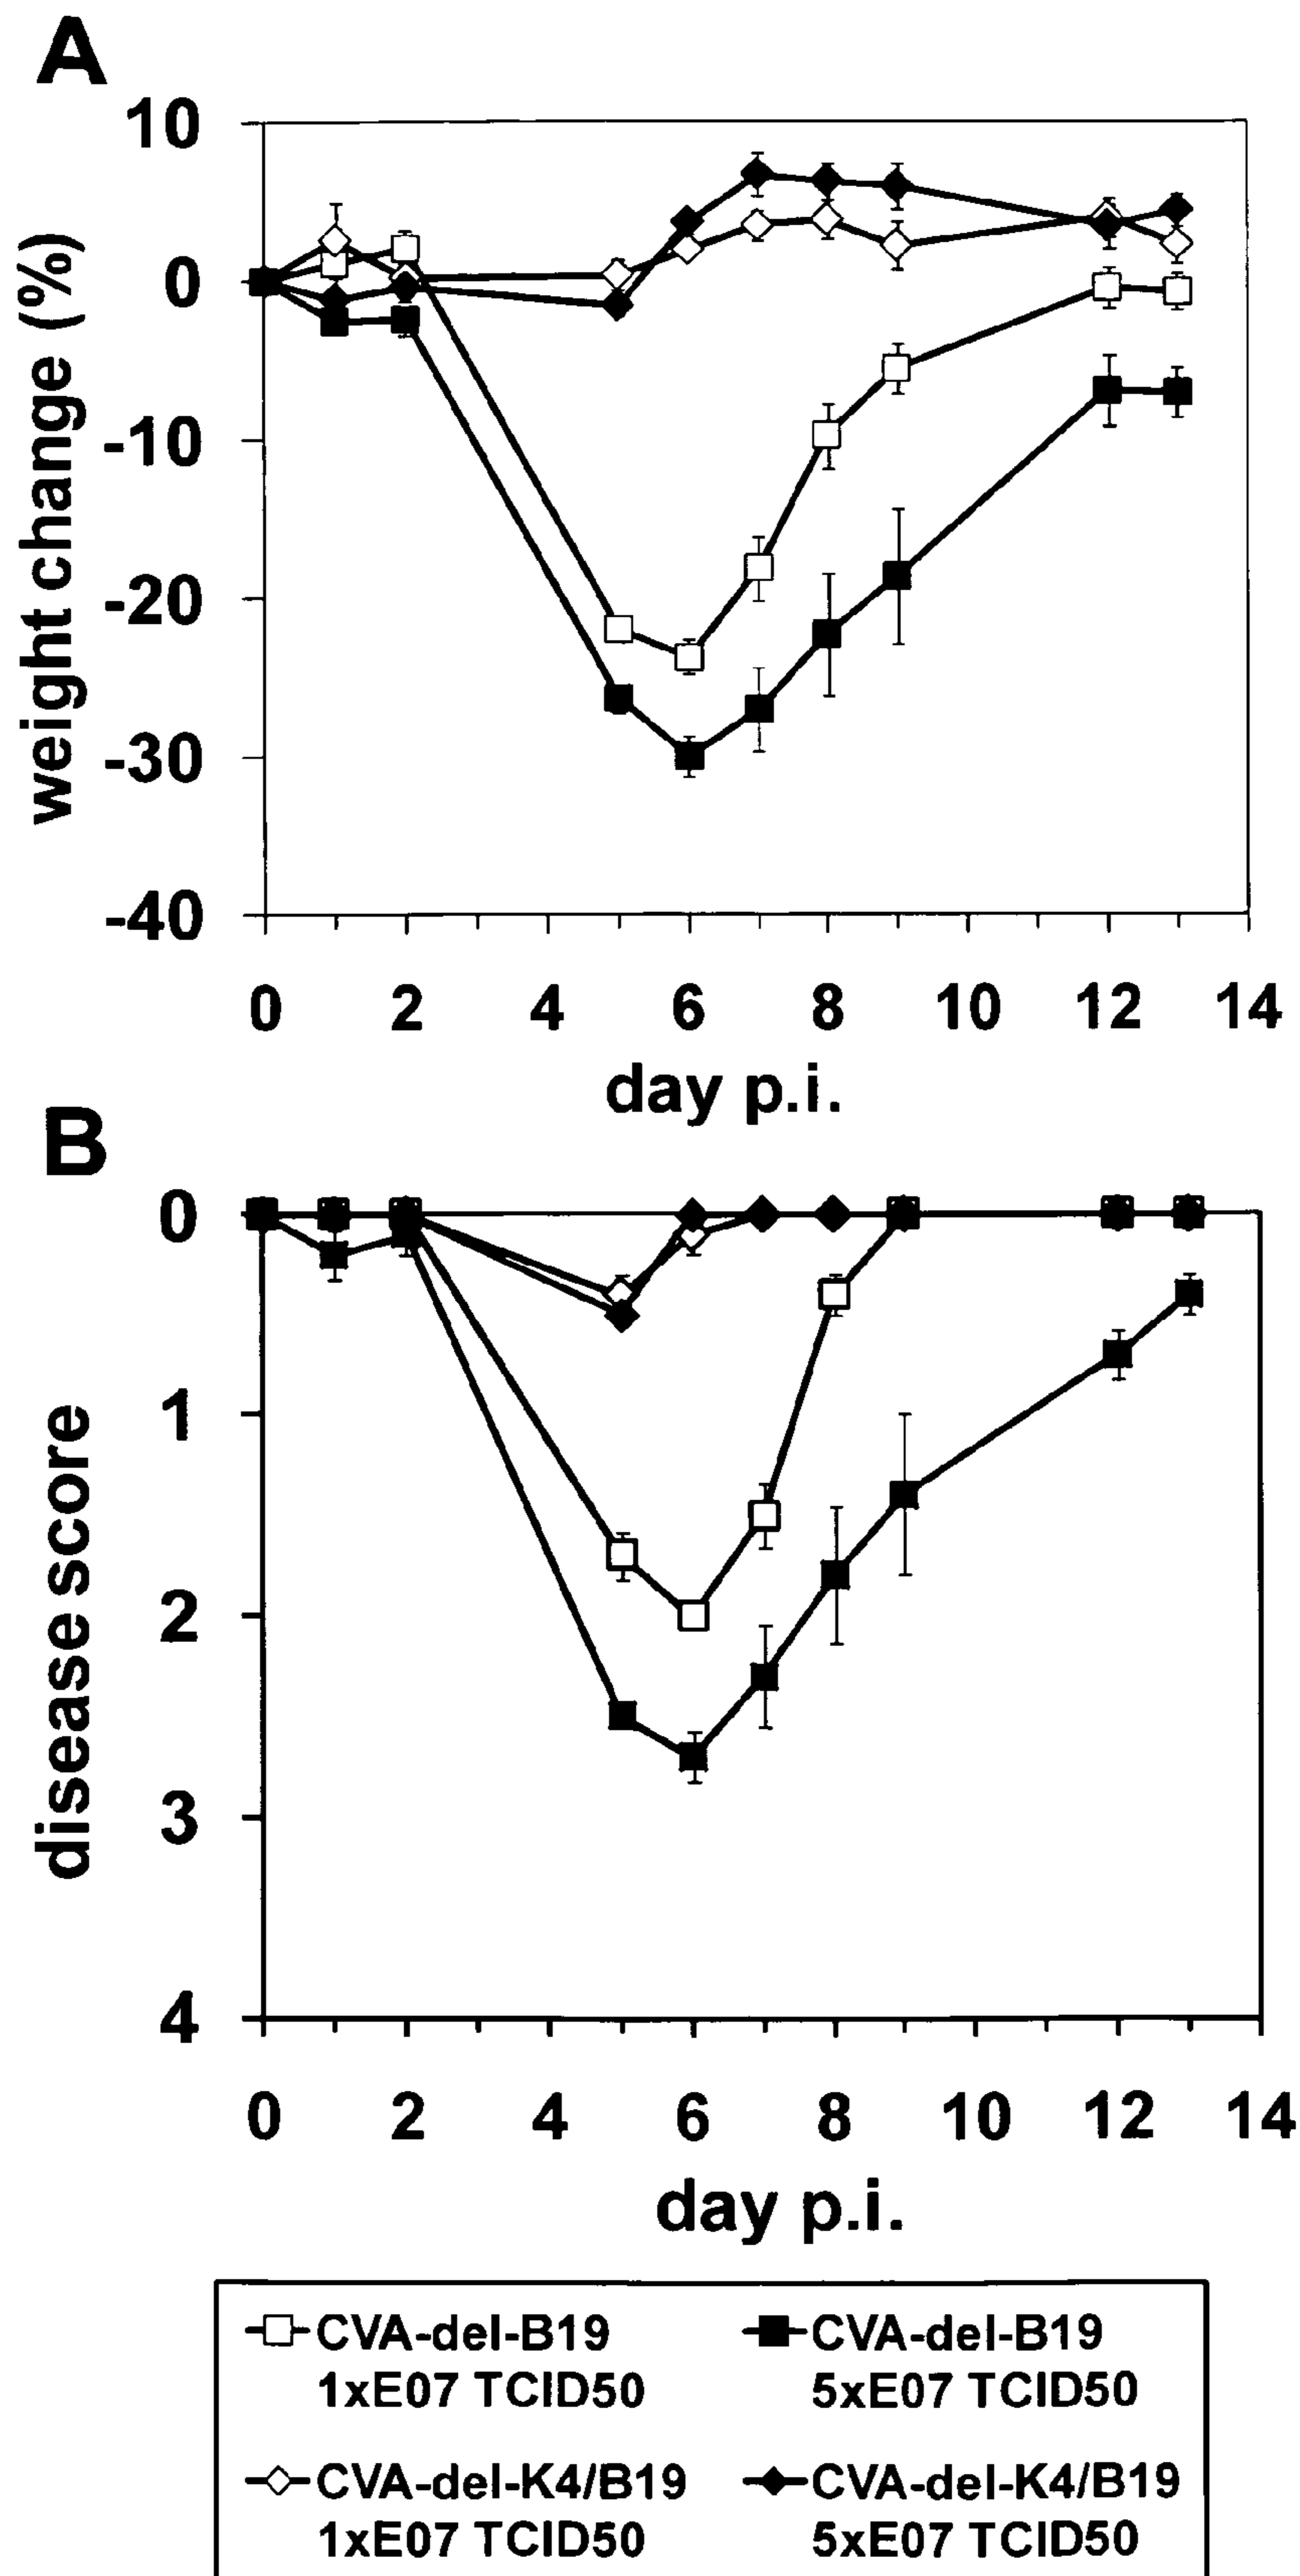 A
10
0
-10
-20
-30
-40
weight change (%)
0 2 4 6 8 10 12 14
day p.i.
B
0
1
2
3
4
disease score
0 2 4 6 8 10 12 14
day p.i.
CVA-del-B19 CVA-del-B19
1xE07 TCID50 5xE07 TCID50
CVA-del-K4/B19 CVA-del-K4/B19
1xE07 TCID50 5xE07 TCID50